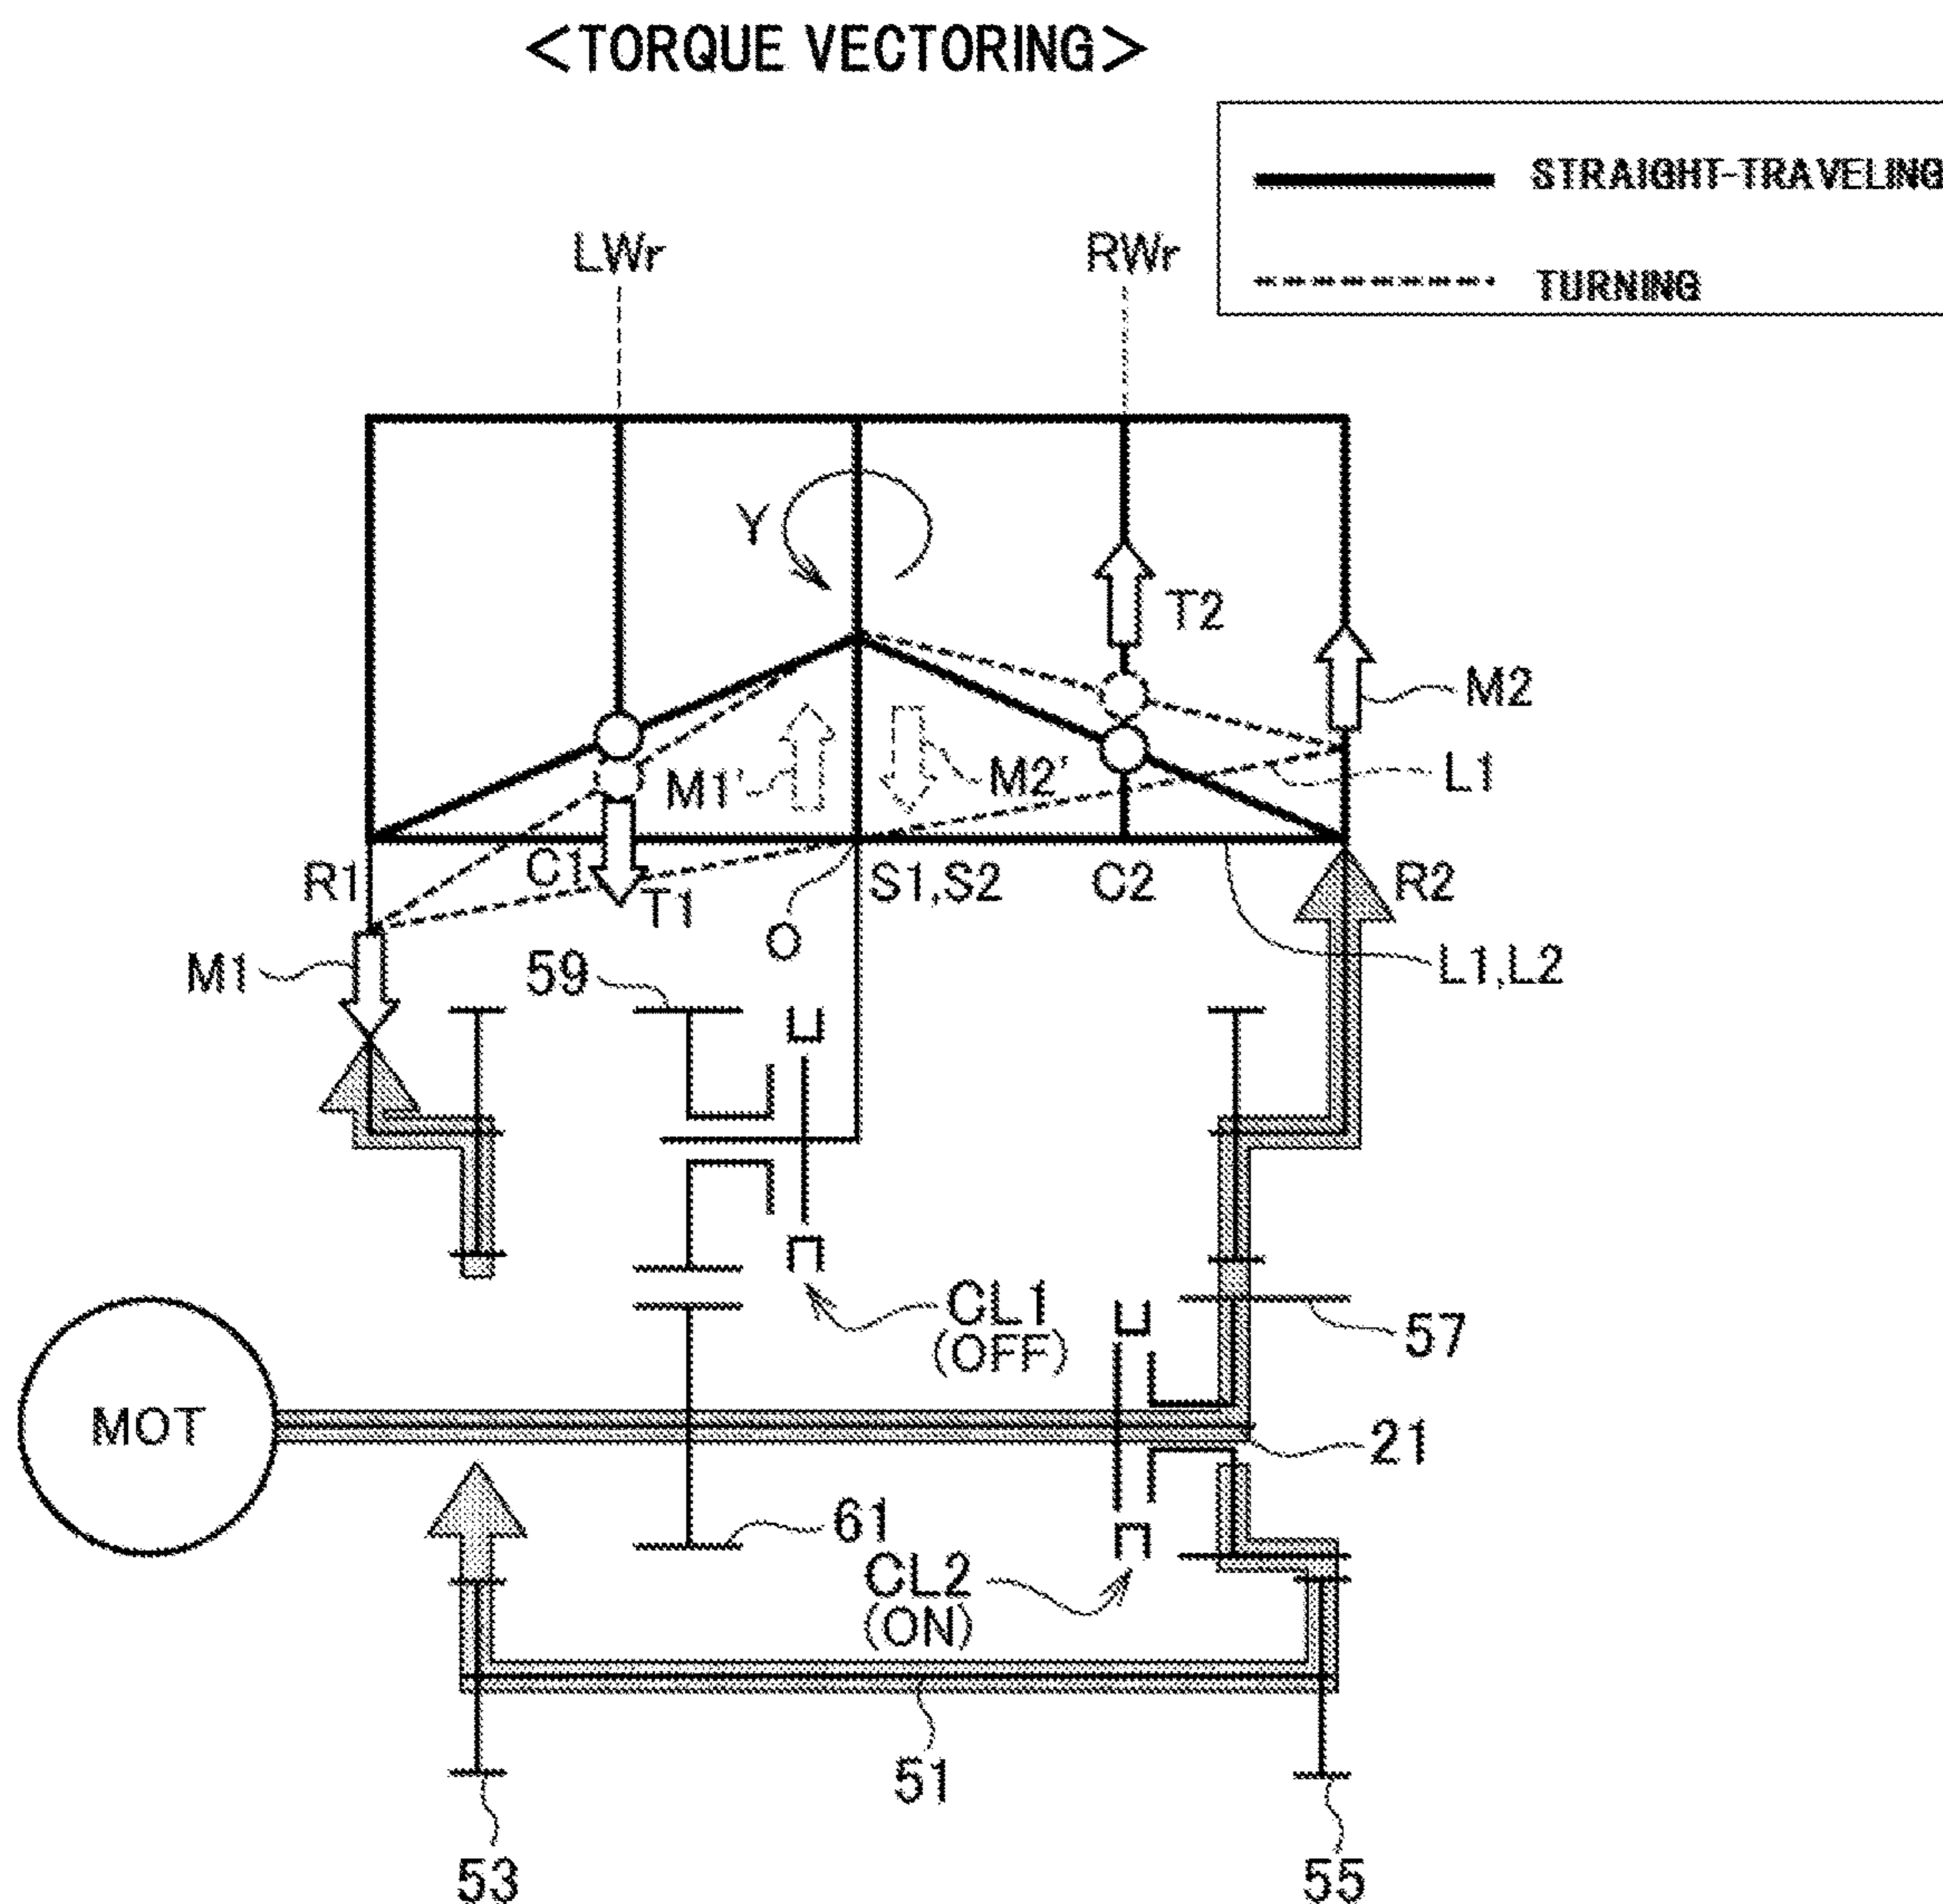 <TORQUE VECTORING>
STRAIGHT-TRAVELING
TURNING
LWr
RWr
Y
T2
M2
M1'
M2'
L1
R1
C1
T1
O
S1,S2
C2
R2
L1,L2
M1
59
CL1
(OFF)
57
MOT
21
61
CL2
(ON)
51
53
55